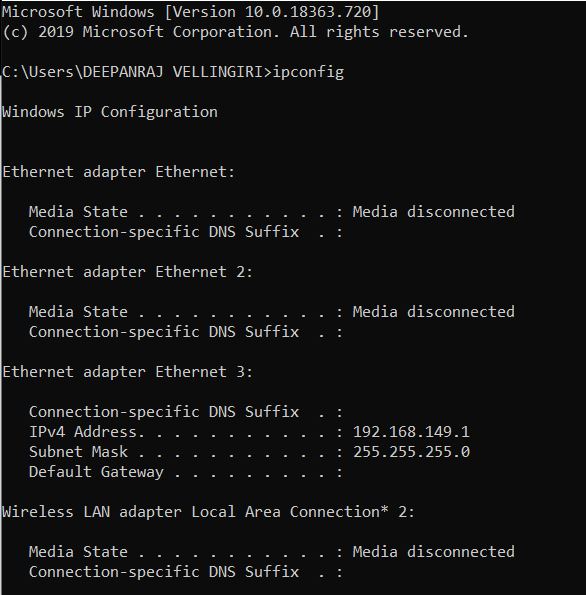 Microsoft Windows [Version 10.0.18363.720]
(c) 2019 Microsoft Corporation. All rights reserved.
C:\Users\DEEPANRAJ VELLINGIRI>ipconfig
Windows IP Configuration
Ethernet adapter Ethernet:
Media State . . . . . . . . . . . : Media disconnected
Connection-specific DNS Suffix  . :
Ethernet adapter Ethernet 2:
Media State . . . . . . . . . . . : Media disconnected
Connection-specific DNS Suffix  . :
Ethernet adapter Ethernet 3:
Connection-specific DNS Suffix  . :
IPv4 Address. . . . . . . . . . . : 192.168.149.1
Subnet Mask . . . . . . . . . . . : 255.255.255.0
Default Gateway . . . . . . . . . :
Wireless LAN adapter Local Area Connection* 2:
Media State . . . . . . . . . . . : Media disconnected
Connection-specific DNS Suffix  . :